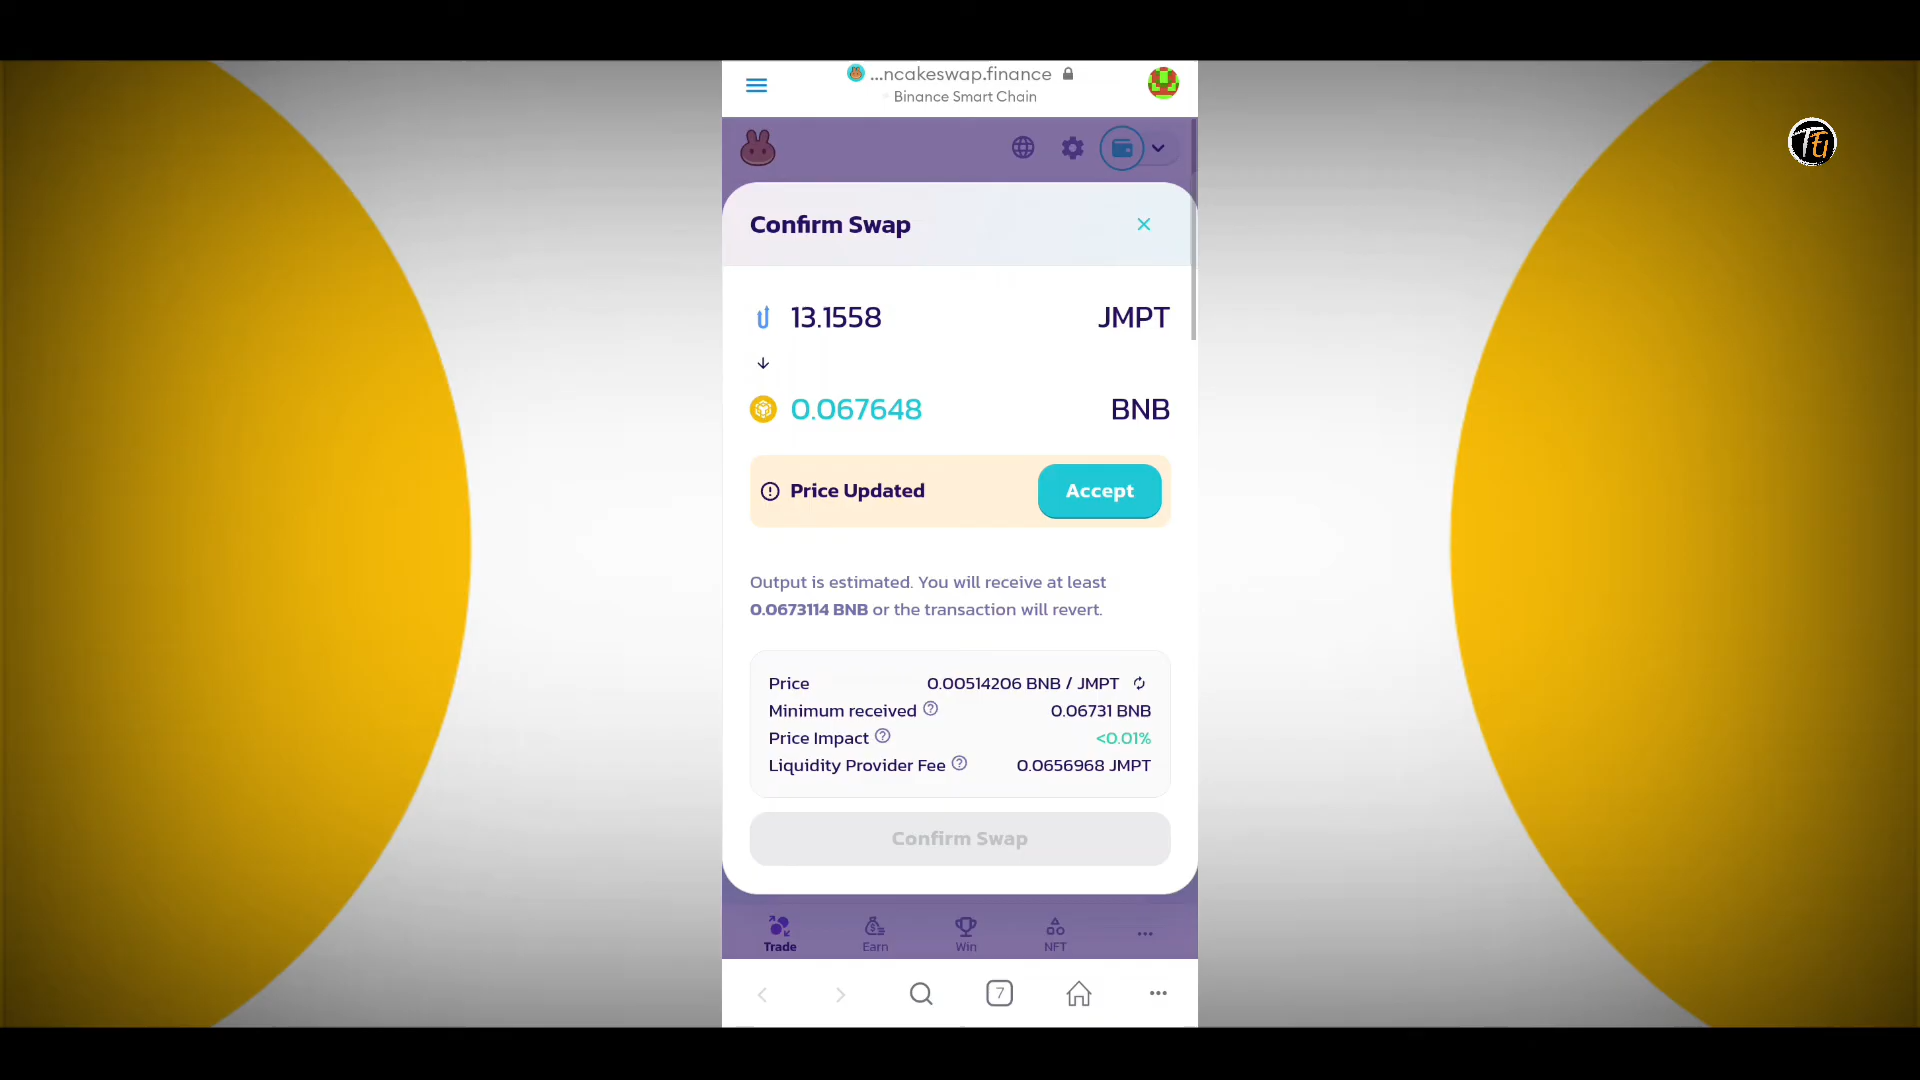 ...ncakeswap.finance
Binance Smart Chain
Confirm Swap
13.1558 JMPT
0.067648 BNB
Price Updated Accept
Output is estimated. You will receive at least
0.0673114 BNB or the transaction will revert.
Price 0.00514206 BNB / JMPT
Minimum received 0.06731 BNB
Price Impact <0.01%
Liquidity Provider Fee 0.0656968 JMPT
Confirm Swap
Trade Earn Win NFT
7